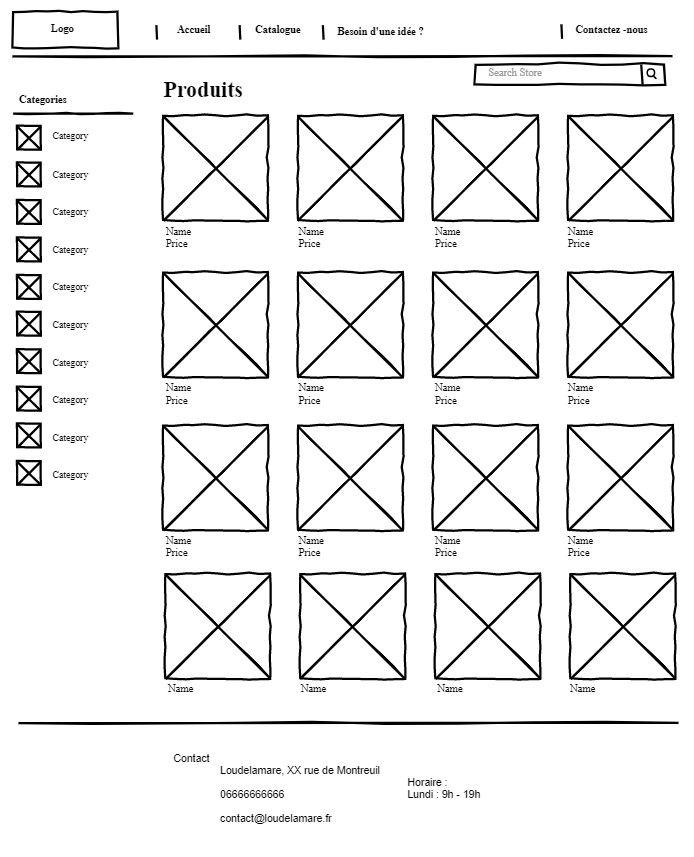 Logo
Accueil
Catalogue
Besoin d'une idée ?
Contactez -nous
Search Store
Categories
Category
Category
Category
Category
Category
Category
Category
Category
Category
Category
Produits
Name Name Name Name
Price Price Price Price
Name Name Name Name
Price Price Price Price
Name Name Name Name
Price Price Price Price
Name Name Name Name
Contact
Loudelamare, XX rue de Montreuil
06666666666
contact@loudelamare.fr
Horaire :
Lundi : 9h - 19h